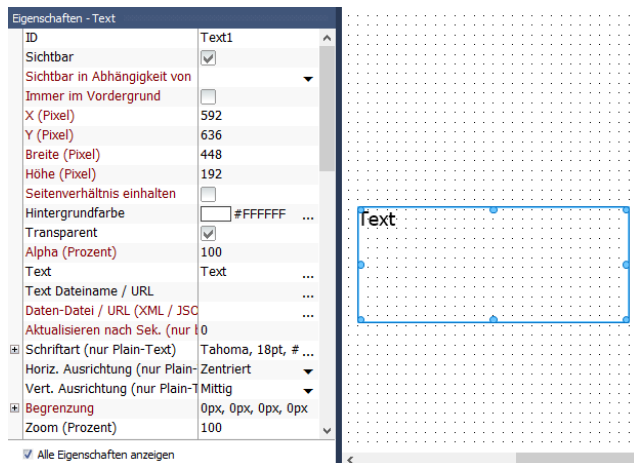 Eigenschaften - Text
ID Text1
Sichtbar
Sichtbar in Abhängigkeit von
Immer im Vordergrund
X (Pixel) 592
Y (Pixel) 636
Breite (Pixel) 448
Höhe (Pixel) 192
Seitenverhältnis einhalten
Hintergrundfarbe #FFFFFF ...
Transparent
Alpha (Prozent) 100
Text Text ...
Text Dateiname / URL ...
Daten-Datei / URL (XML / JSO ...
Aktualisieren nach Sek. (nur 0
Schriftart (nur Plain-Text) Tahoma, 18pt, # ...
Horiz. Ausrichtung (nur Plain- Zentriert
Vert. Ausrichtung (nur Plain-T Mittig
Begrenzung 0px, 0px, 0px, 0px
Zoom (Prozent) 100
Alle Eigenschaften anzeigen
Text